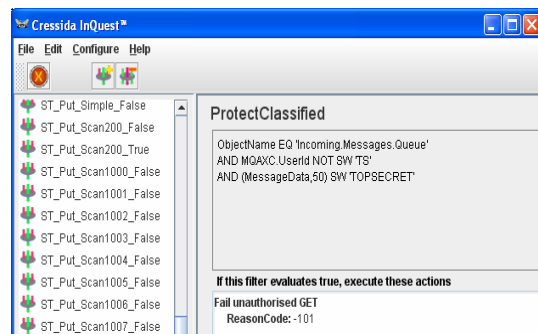 Cressida InQuest™
File Edit Configure Help
ST_Put_Simple_False
ST_Put_Scan200_False
ST_Put_Scan200_True
ST_Put_Scan1000_False
ST_Put_Scan1001_False
ST_Put_Scan1002_False
ST_Put_Scan1003_False
ST_Put_Scan1004_False
ST_Put_Scan1005_False
ST_Put_Scan1006_False
ST_Put_Scan1007_False
ProtectClassified
ObjectName EQ 'Incoming.Messages.Queue'
AND MQAXC.UserId NOT SW 'TS'
AND (MessageData,50) SW 'TOPSECRET'
If this filter evaluates true, execute these actions
Fail unauthorised GET
ReasonCode: -101